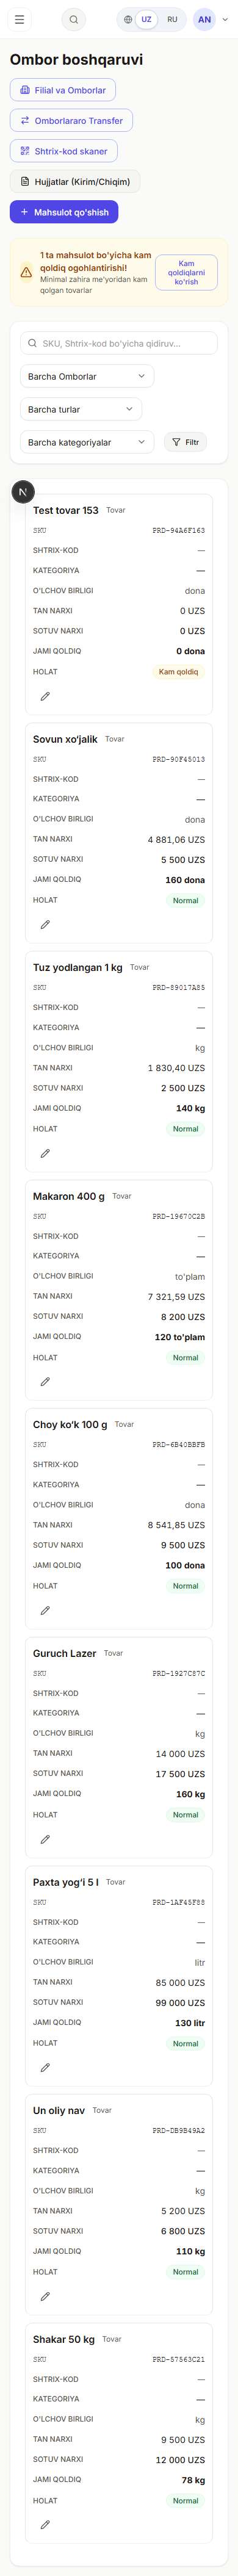 UZ RU AN
Ombor boshqaruvi
Filial va Omborlar
Omborlararo Transfer
Shtrix-kod skaner
Hujjatlar (Kirim/Chiqim)
+ Mahsulot qo'shish
1 ta mahsulot bo'yicha kam
qoldiq ogohlantirishi!
Minimal zahira me'yoridan kam
qolgan tovarlar
Kam
qoldiqlarni
ko'rish
SKU, Shtrix-kod bo'yicha qidiruv...
Barcha Omborlar
Barcha turlar
Barcha kategoriyalar
Filtr
N
Test tovar 153 Tovar
SKU PRD-94A6F163
SHTRIX-KOD —
KATEGORIYA —
O'LCHOV BIRLIGI dona
TAN NARXI 0 UZS
SOTUV NARXI 0 UZS
JAMI QOLDIQ 0 dona
HOLAT Kam qoldiq
Sovun xo‘jalik Tovar
SKU PRD-90F45013
SHTRIX-KOD —
KATEGORIYA —
O'LCHOV BIRLIGI dona
TAN NARXI 4 881,06 UZS
SOTUV NARXI 5 500 UZS
JAMI QOLDIQ 160 dona
HOLAT Normal
Tuz yodlangan 1 kg Tovar
SKU PRD-89017A85
SHTRIX-KOD —
KATEGORIYA —
O'LCHOV BIRLIGI kg
TAN NARXI 1 830,40 UZS
SOTUV NARXI 2 500 UZS
JAMI QOLDIQ 140 kg
HOLAT Normal
Makaron 400 g Tovar
SKU PRD-19670C2B
SHTRIX-KOD —
KATEGORIYA —
O'LCHOV BIRLIGI to'plam
TAN NARXI 7 321,59 UZS
SOTUV NARXI 8 200 UZS
JAMI QOLDIQ 120 to'plam
HOLAT Normal
Choy ko‘k 100 g Tovar
SKU PRD-6B40BBFB
SHTRIX-KOD —
KATEGORIYA —
O'LCHOV BIRLIGI dona
TAN NARXI 8 541,85 UZS
SOTUV NARXI 9 500 UZS
JAMI QOLDIQ 100 dona
HOLAT Normal
Guruch Lazer Tovar
SKU PRD-1927C87C
SHTRIX-KOD —
KATEGORIYA —
O'LCHOV BIRLIGI kg
TAN NARXI 14 000 UZS
SOTUV NARXI 17 500 UZS
JAMI QOLDIQ 160 kg
HOLAT Normal
Paxta yog‘i 5 l Tovar
SKU PRD-1AF45F88
SHTRIX-KOD —
KATEGORIYA —
O'LCHOV BIRLIGI litr
TAN NARXI 85 000 UZS
SOTUV NARXI 99 000 UZS
JAMI QOLDIQ 130 litr
HOLAT Normal
Un oliy nav Tovar
SKU PRD-DB9B49A2
SHTRIX-KOD —
KATEGORIYA —
O'LCHOV BIRLIGI kg
TAN NARXI 5 200 UZS
SOTUV NARXI 6 800 UZS
JAMI QOLDIQ 110 kg
HOLAT Normal
Shakar 50 kg Tovar
SKU PRD-57563C21
SHTRIX-KOD —
KATEGORIYA —
O'LCHOV BIRLIGI kg
TAN NARXI 9 500 UZS
SOTUV NARXI 12 000 UZS
JAMI QOLDIQ 78 kg
HOLAT Normal